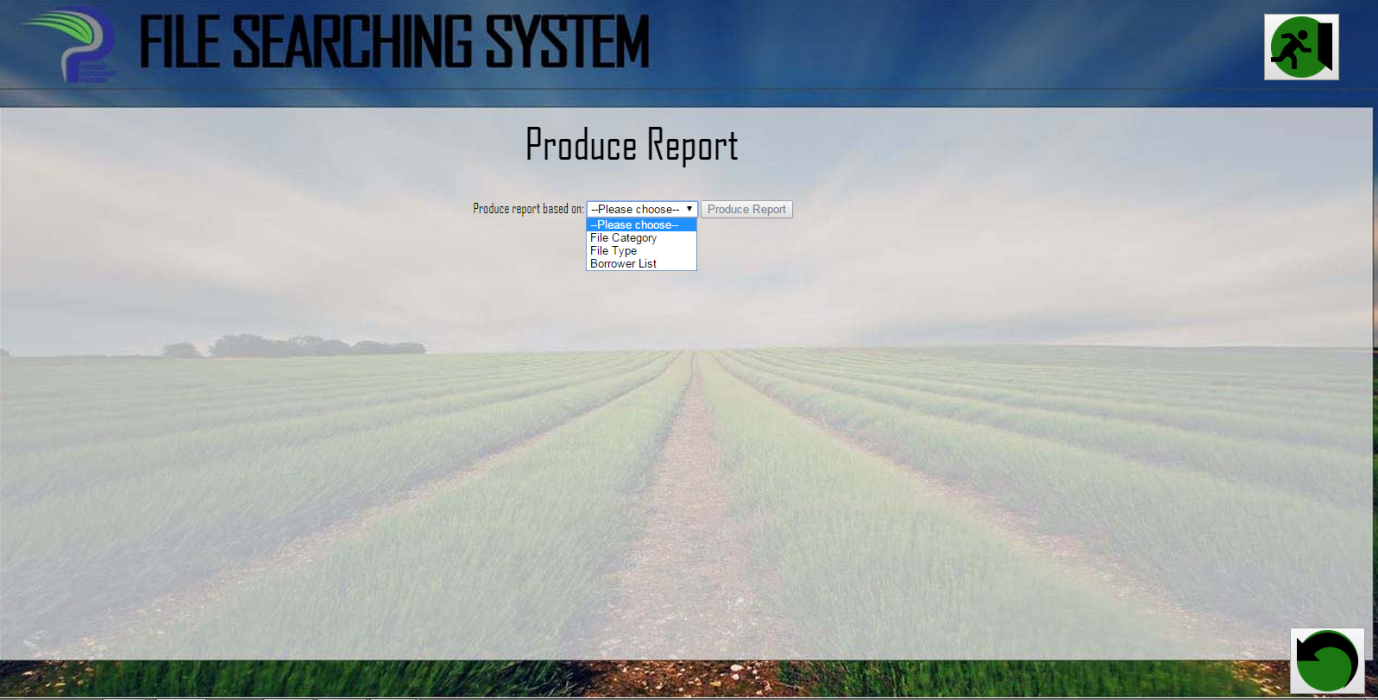 FILE SEARCHING SYSTEM
Produce Report
Produce report based on: --Please choose-- Produce Report
--Please choose--
File Category
File Type
Borrower List